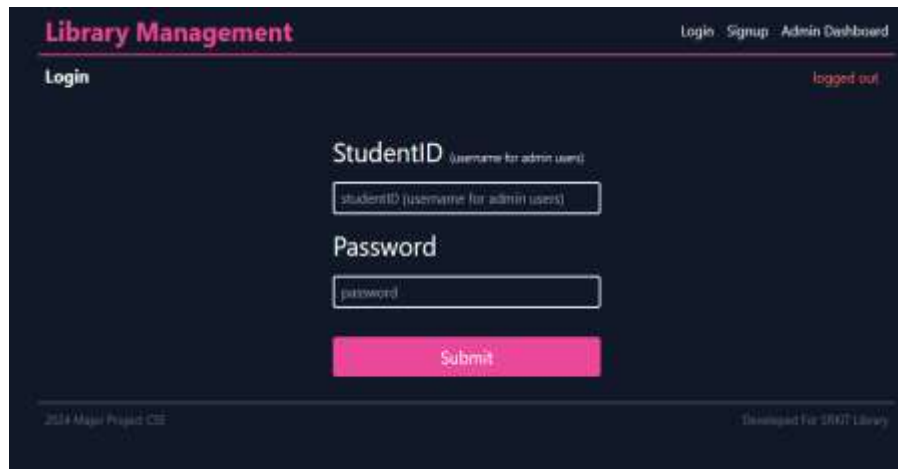 Library Management
Login Signup Admin Dashboard
Login
logged out
StudentID (username for admin users)
studentID (username for admin users)
Password
password
Submit
2024 Major Project CSE
Developed For SRKIT Library